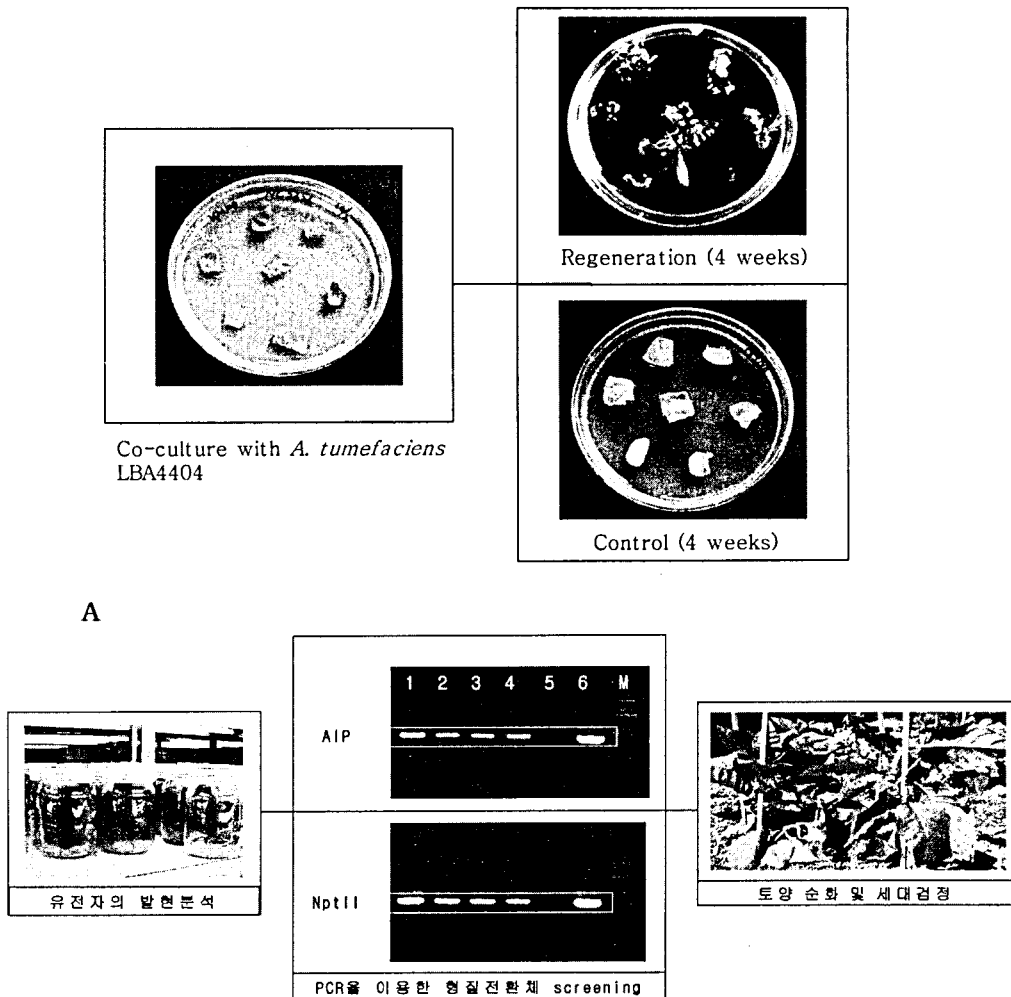 Regeneration (4 weeks)
Co-culture with A. tumefaciens
LBA4404
Control (4 weeks)
A
1 2 3 4 5 6 M
AIP
유전자의 발현분석
NptII
토양 순화 및 세대검정
PCR을 이용한 형질전환체 screening